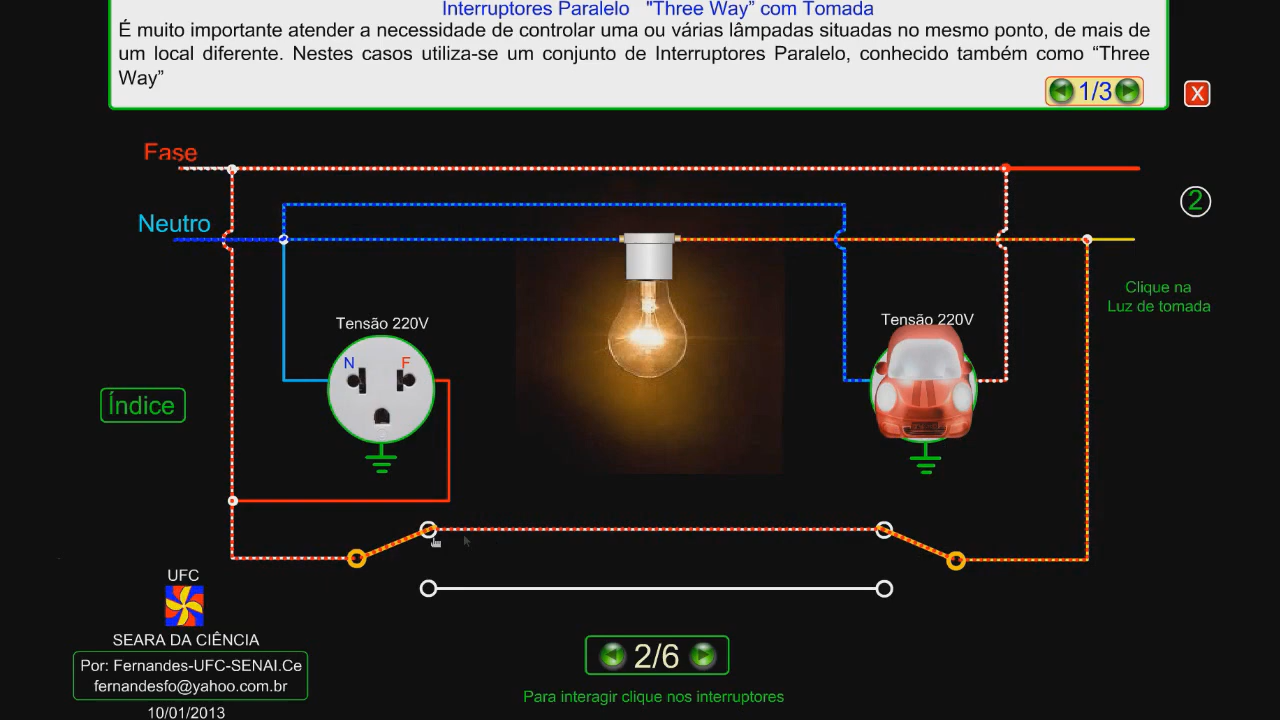 Interruptores Paralelo "Three Way” com Tomada
É muito importante atender a necessidade de controlar uma ou várias lâmpadas situadas no mesmo ponto, de mais de
um local diferente. Nestes casos utiliza-se um conjunto de Interruptores Paralelo, conhecido também como “Three
Way”
1/3
X
Fase
Neutro
2
Clique na
Luz de tomada
Tensão 220V
Tensão 220V
N
F
Índice
UFC
SEARA DA CIÊNCIA
Por: Fernandes-UFC-SENAI.Ce
fernandesfo@yahoo.com.br
10/01/2013
2/6
Para interagir clique nos interruptores